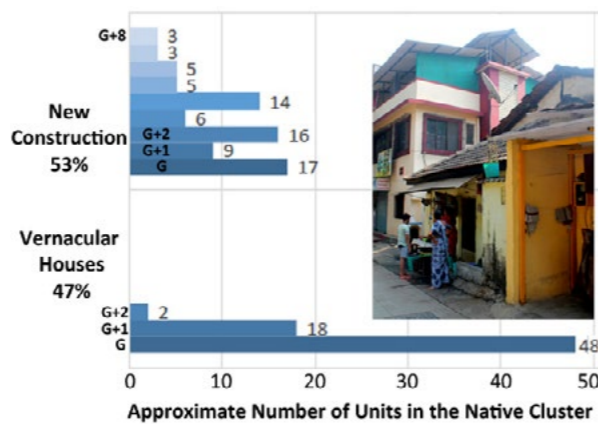 G+8
3
3
5
5
14
6
G+2 16
G+1 9
G 17
New
Construction
53%
Vernacular
Houses
47%
G+2 2
G+1 18
G 48
0 10 20 30 40 50
Approximate Number of Units in the Native Cluster